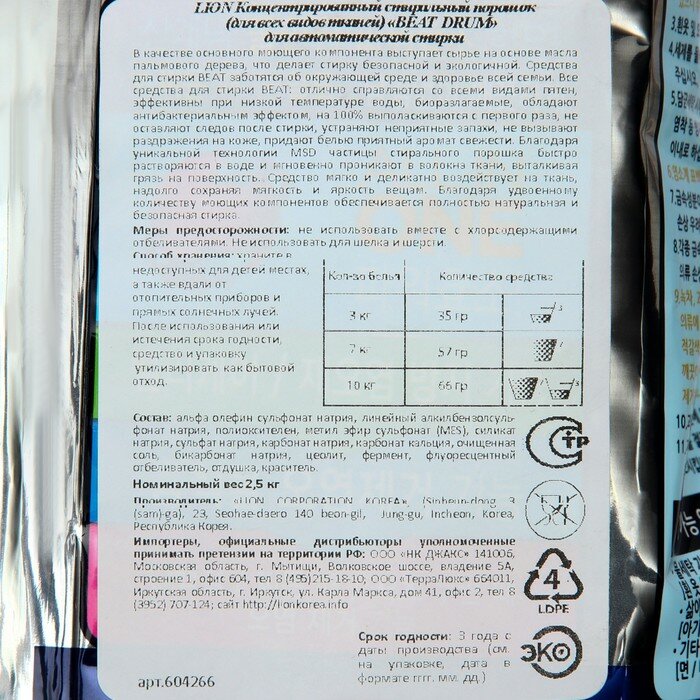 LION Концентрированный стиральный порошок
(для всех видов тканей) «BEAT DRUM»
для автоматической стирки
В качестве основного моющего компонента выступает сырье на основе масла
пальмового дерева, что делает стирку безопасной и экологичной. Средства
для стирки BEAT заботятся об окружающей среде и здоровье всей семьи. Все
средства для стирки BEAT: отлично справляются со всеми видами пятен,
эффективны при низкой температуре воды, биоразлагаемые, обладают
антибактериальным эффектом, на 100% выполаскиваются с первого раза, не
оставляют следов после стирки, устраняют неприятные запахи, не вызывают
раздражения на коже, придают белью приятный аромат свежести. Благодаря
уникальной технологии MSD частицы стирального порошка быстро
растворяются в воде и мгновенно проникают в волокна ткани, выталкивая
грязь на поверхность. Средство мягко и деликатно воздействует на ткань,
надолго сохраняя мягкость и яркость вещам. Благодаря удвоенному
количеству моющих компонентов обеспечивается полностью натуральная и
безопасная стирка.
Меры предосторожности: не использовать вместе с хлорсодержащими
отбеливателями. Не использовать для шелка и шерсти.
Способ хранения: храните в
недоступных для детей местах,
а также вдали от
отопительных приборов и
прямых солнечных лучей.
После использования или
истечения срока годности,
средство и упаковку
утилизировать как бытовой
отход.
Кол-во белья Количество средства
3 кг 35 гр
7 кг 57 гр
10 кг 66 гр
Состав: альфа олефин сульфонат натрия, линейный алкилбензолсуль-
фонат натрия, полиоксителен, метил эфир сульфонат (MES), силикат
натрия, сульфат натрия, карбонат натрия, карбонат кальция, очищенная
соль, бикарбонат натрия, цеолит, фермент, флуоресцентный
отбеливатель, отдушка, краситель.
Номинальный вес 2,5 кг
Производитель: «LION CORPORATION KOREA», (Sinheun-dong 3
(sam)-ga), 23, Seohae-daero 140 beon-gil, Jung-gu, Incheon, Korea,
Республика Корея.
Импортеры, официальные дистрибьюторы уполномоченные
принимать претензии на территории РФ: ООО «НК ДЖАКС» 141006,
Московская область, г. Мытищи, Волковское шоссе, владение 5А,
строение 1, офис 604, тел 8 (495)215-18-10; ООО «ТерраЛюкс» 664011,
Иркутская область, г. Иркутск, ул. Карла Маркса, дом 41, офис 2, тел 8
(3952) 707-124; сайт http://lionkorea.info
Срок годности: 3 года с
даты производства (см.
на упаковке, дата в
формате гггг. мм. дд.)
арт.604266
СТР
4
LDPE
ЭКО